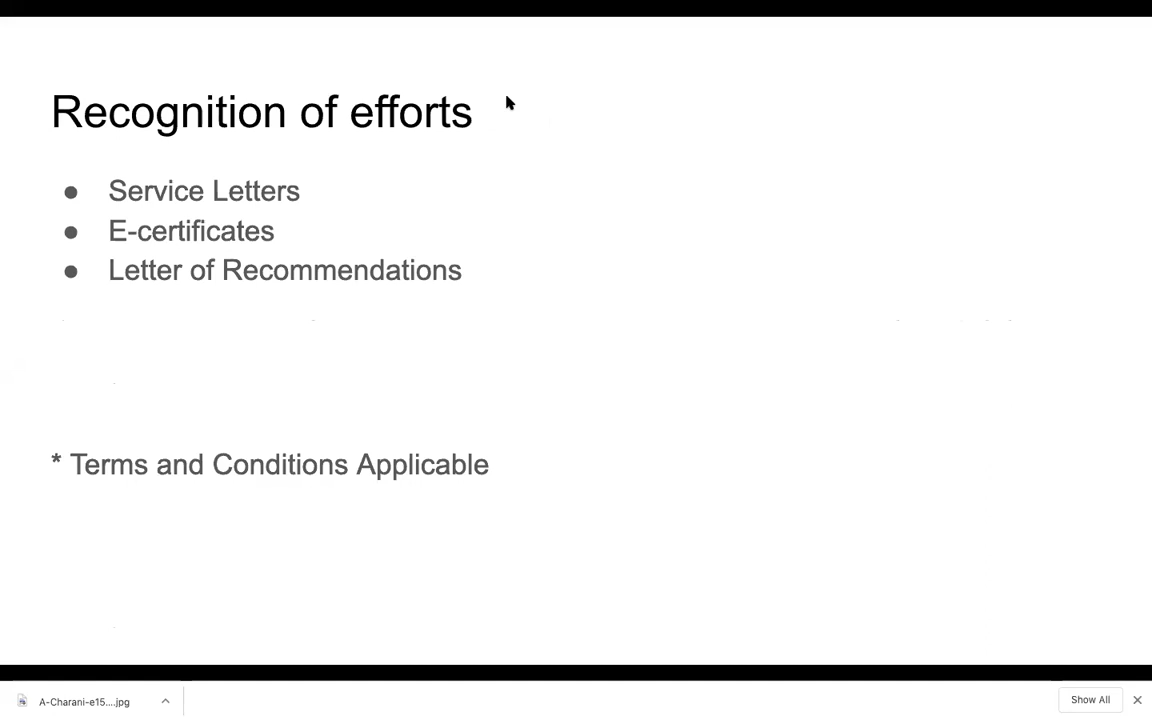 Recognition of efforts
● Service Letters
● E-certificates
● Letter of Recommendations
* Terms and Conditions Applicable
A-Charani-e15....jpg
Show All